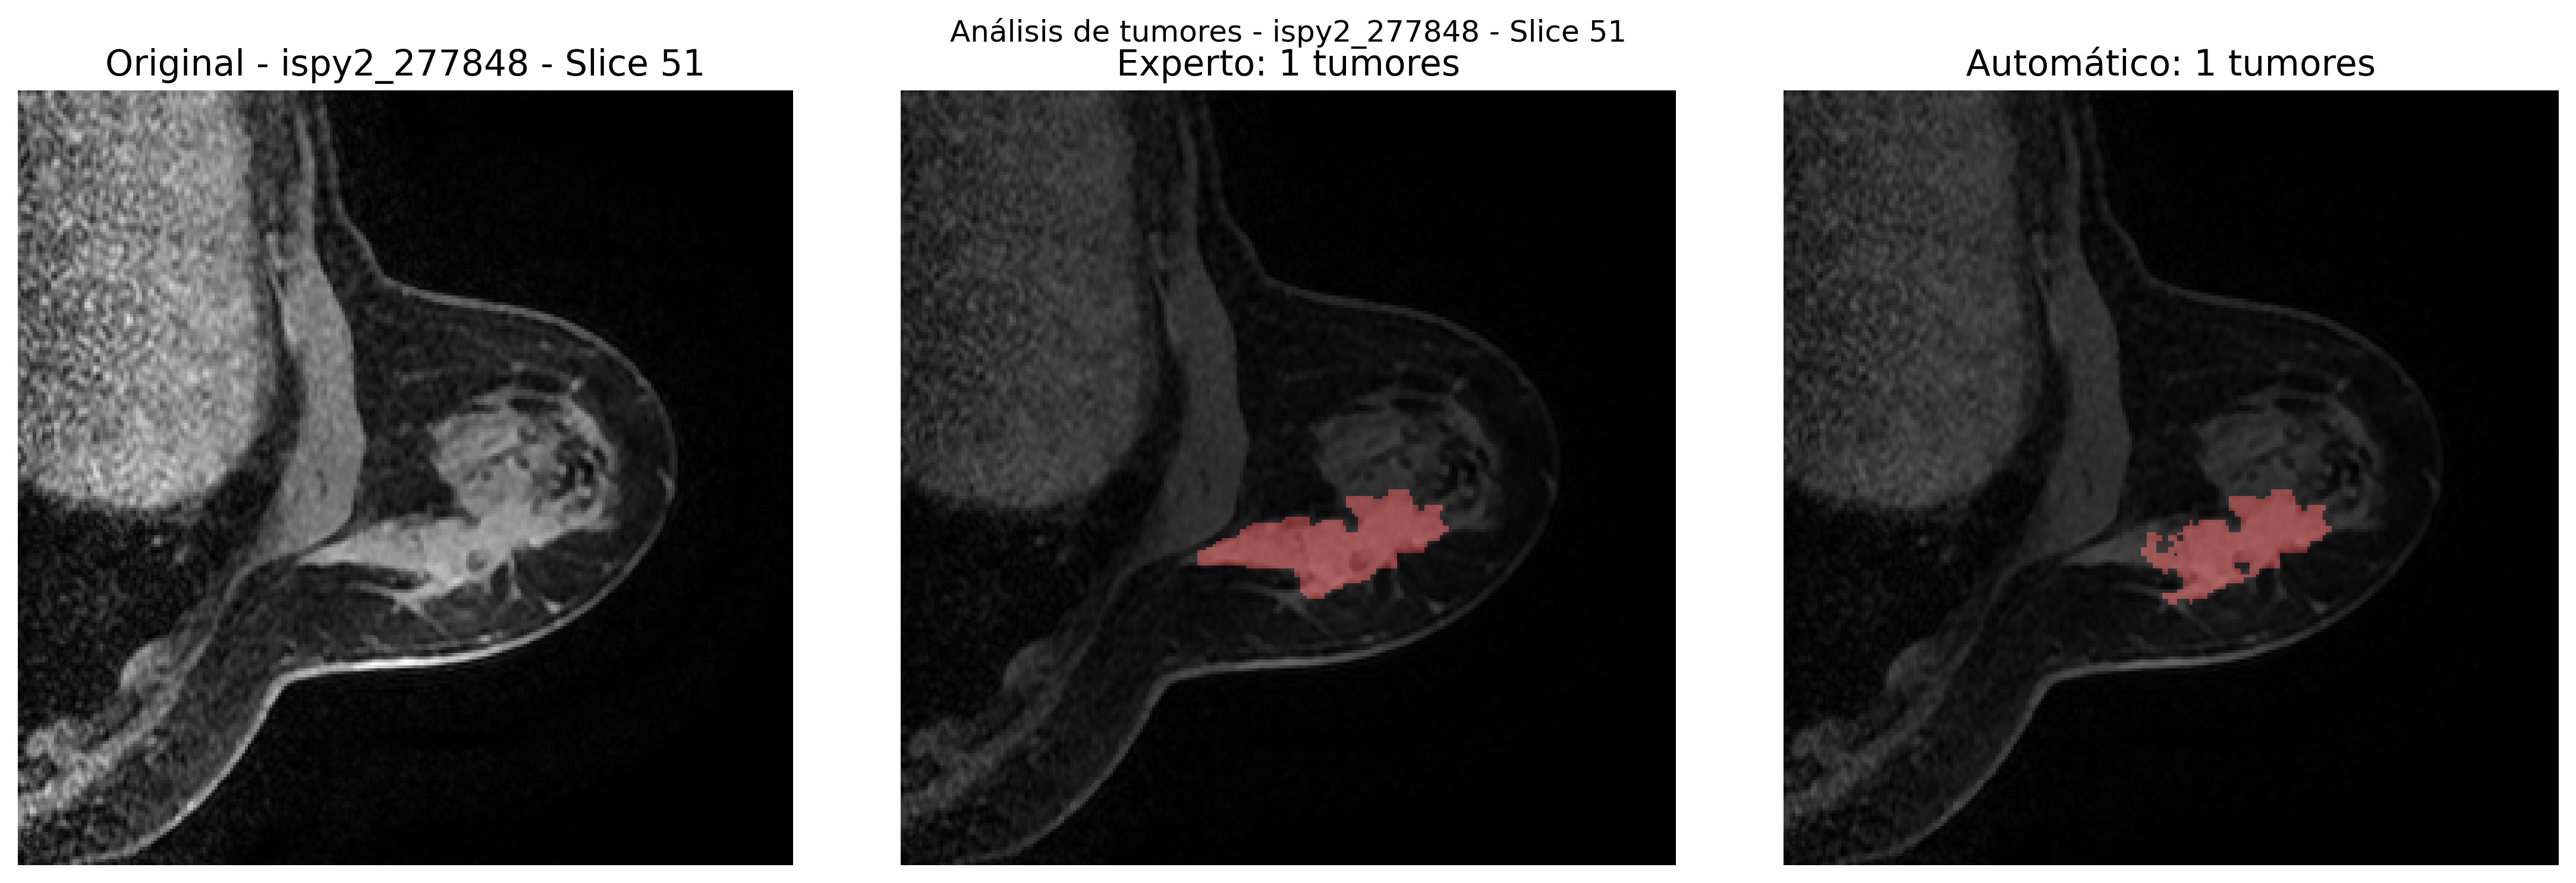 Análisis de tumores - ispy2_277848 - Slice 51
Original - ispy2_277848 - Slice 51
Experto: 1 tumores
Automático: 1 tumores